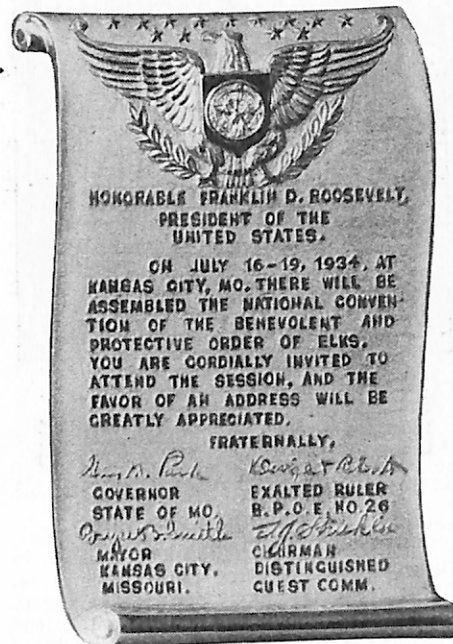 HONORABLE FRANKLIN D. ROOSEVELT,
PRESIDENT OF THE
UNITED STATES.
ON JULY 16-19, 1934, AT
KANSAS CITY, MO. THERE WILL BE
ASSEMBLED THE NATIONAL CONVEN-
TION OF THE BENEVOLENT AND
PROTECTIVE ORDER OF ELKS.
YOU ARE CORDIALLY INVITED TO
ATTEND THE SESSION, AND THE
FAVOR OF AN ADDRESS WILL BE
GREATLY APPRECIATED.
FRATERNALLY,
Guy B. Park
GOVERNOR EXALTED RULER
STATE OF MO. B.P.O.E. NO.26
Smith
MAYOR CHAIRMAN
KANSAS CITY, DISTINGUISHED
MISSOURI. GUEST COMM.